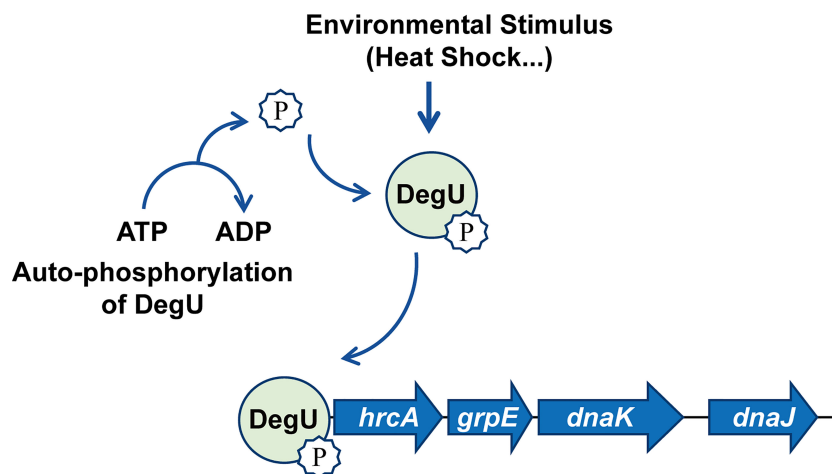 Environmental Stimulus
(Heat Shock...)
P
DegU
P
ATP ADP
Auto-phosphorylation
of DegU
DegU hrcA grpE dnaK dnaJ
P